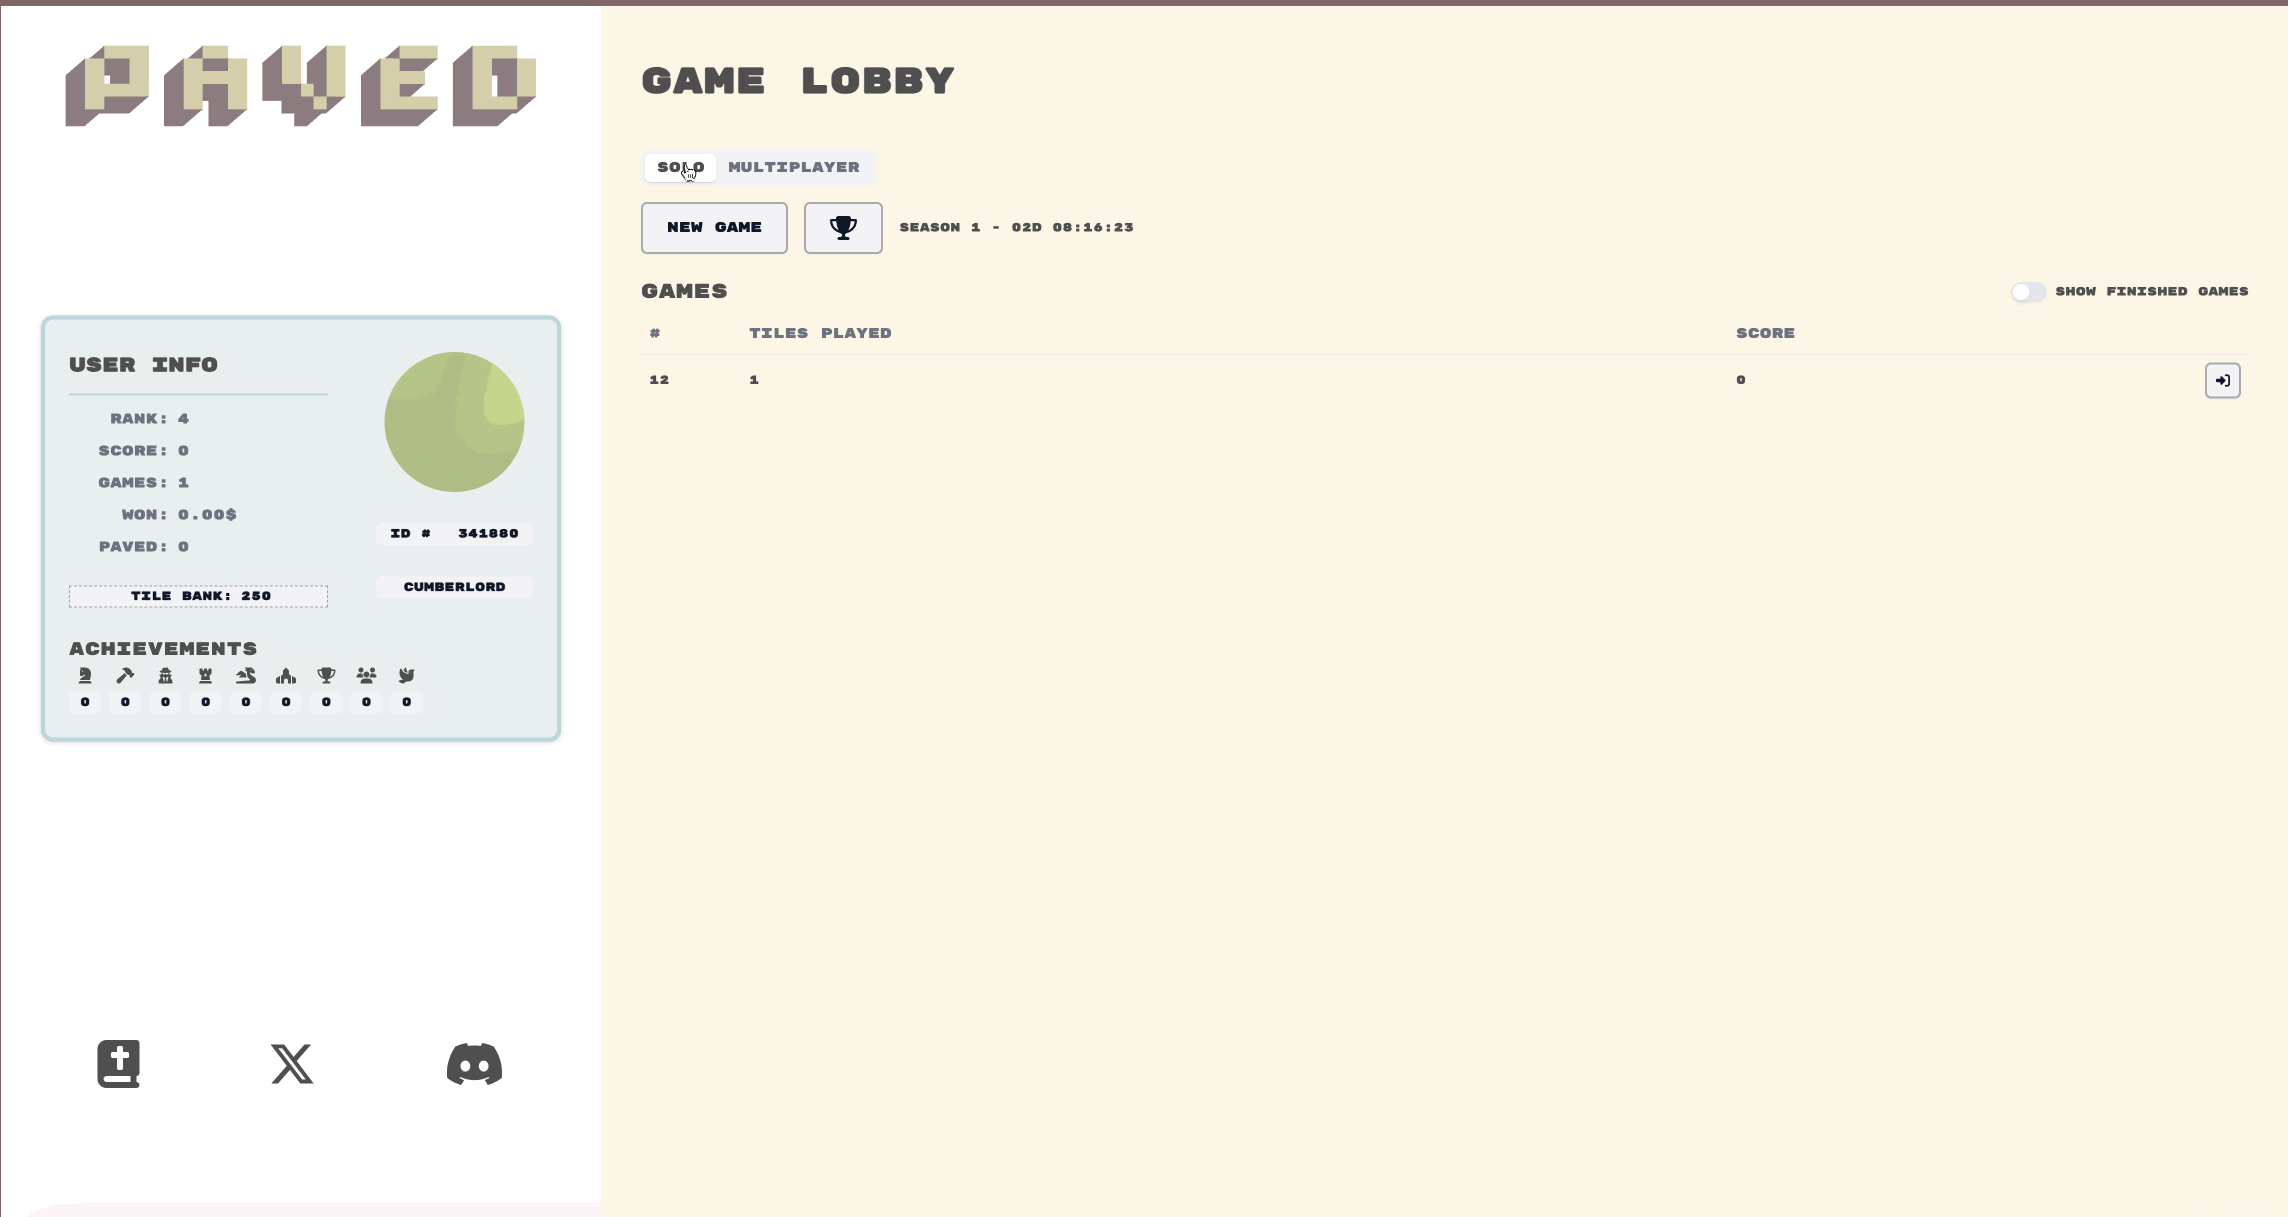 PAVED
USER INFO
RANK: 4
SCORE: 0
GAMES: 1
WON: 0.00$
PAVED: 0
TILE BANK: 250
ID # 341880
CUMBERLORD
ACHIEVEMENTS
0 0 0 0 0 0 0 0 0
GAME LOBBY
SOLO MULTIPLAYER
NEW GAME
SEASON 1 - 02D 08:16:23
GAMES
SHOW FINISHED GAMES
# TILES PLAYED SCORE
12 1 0